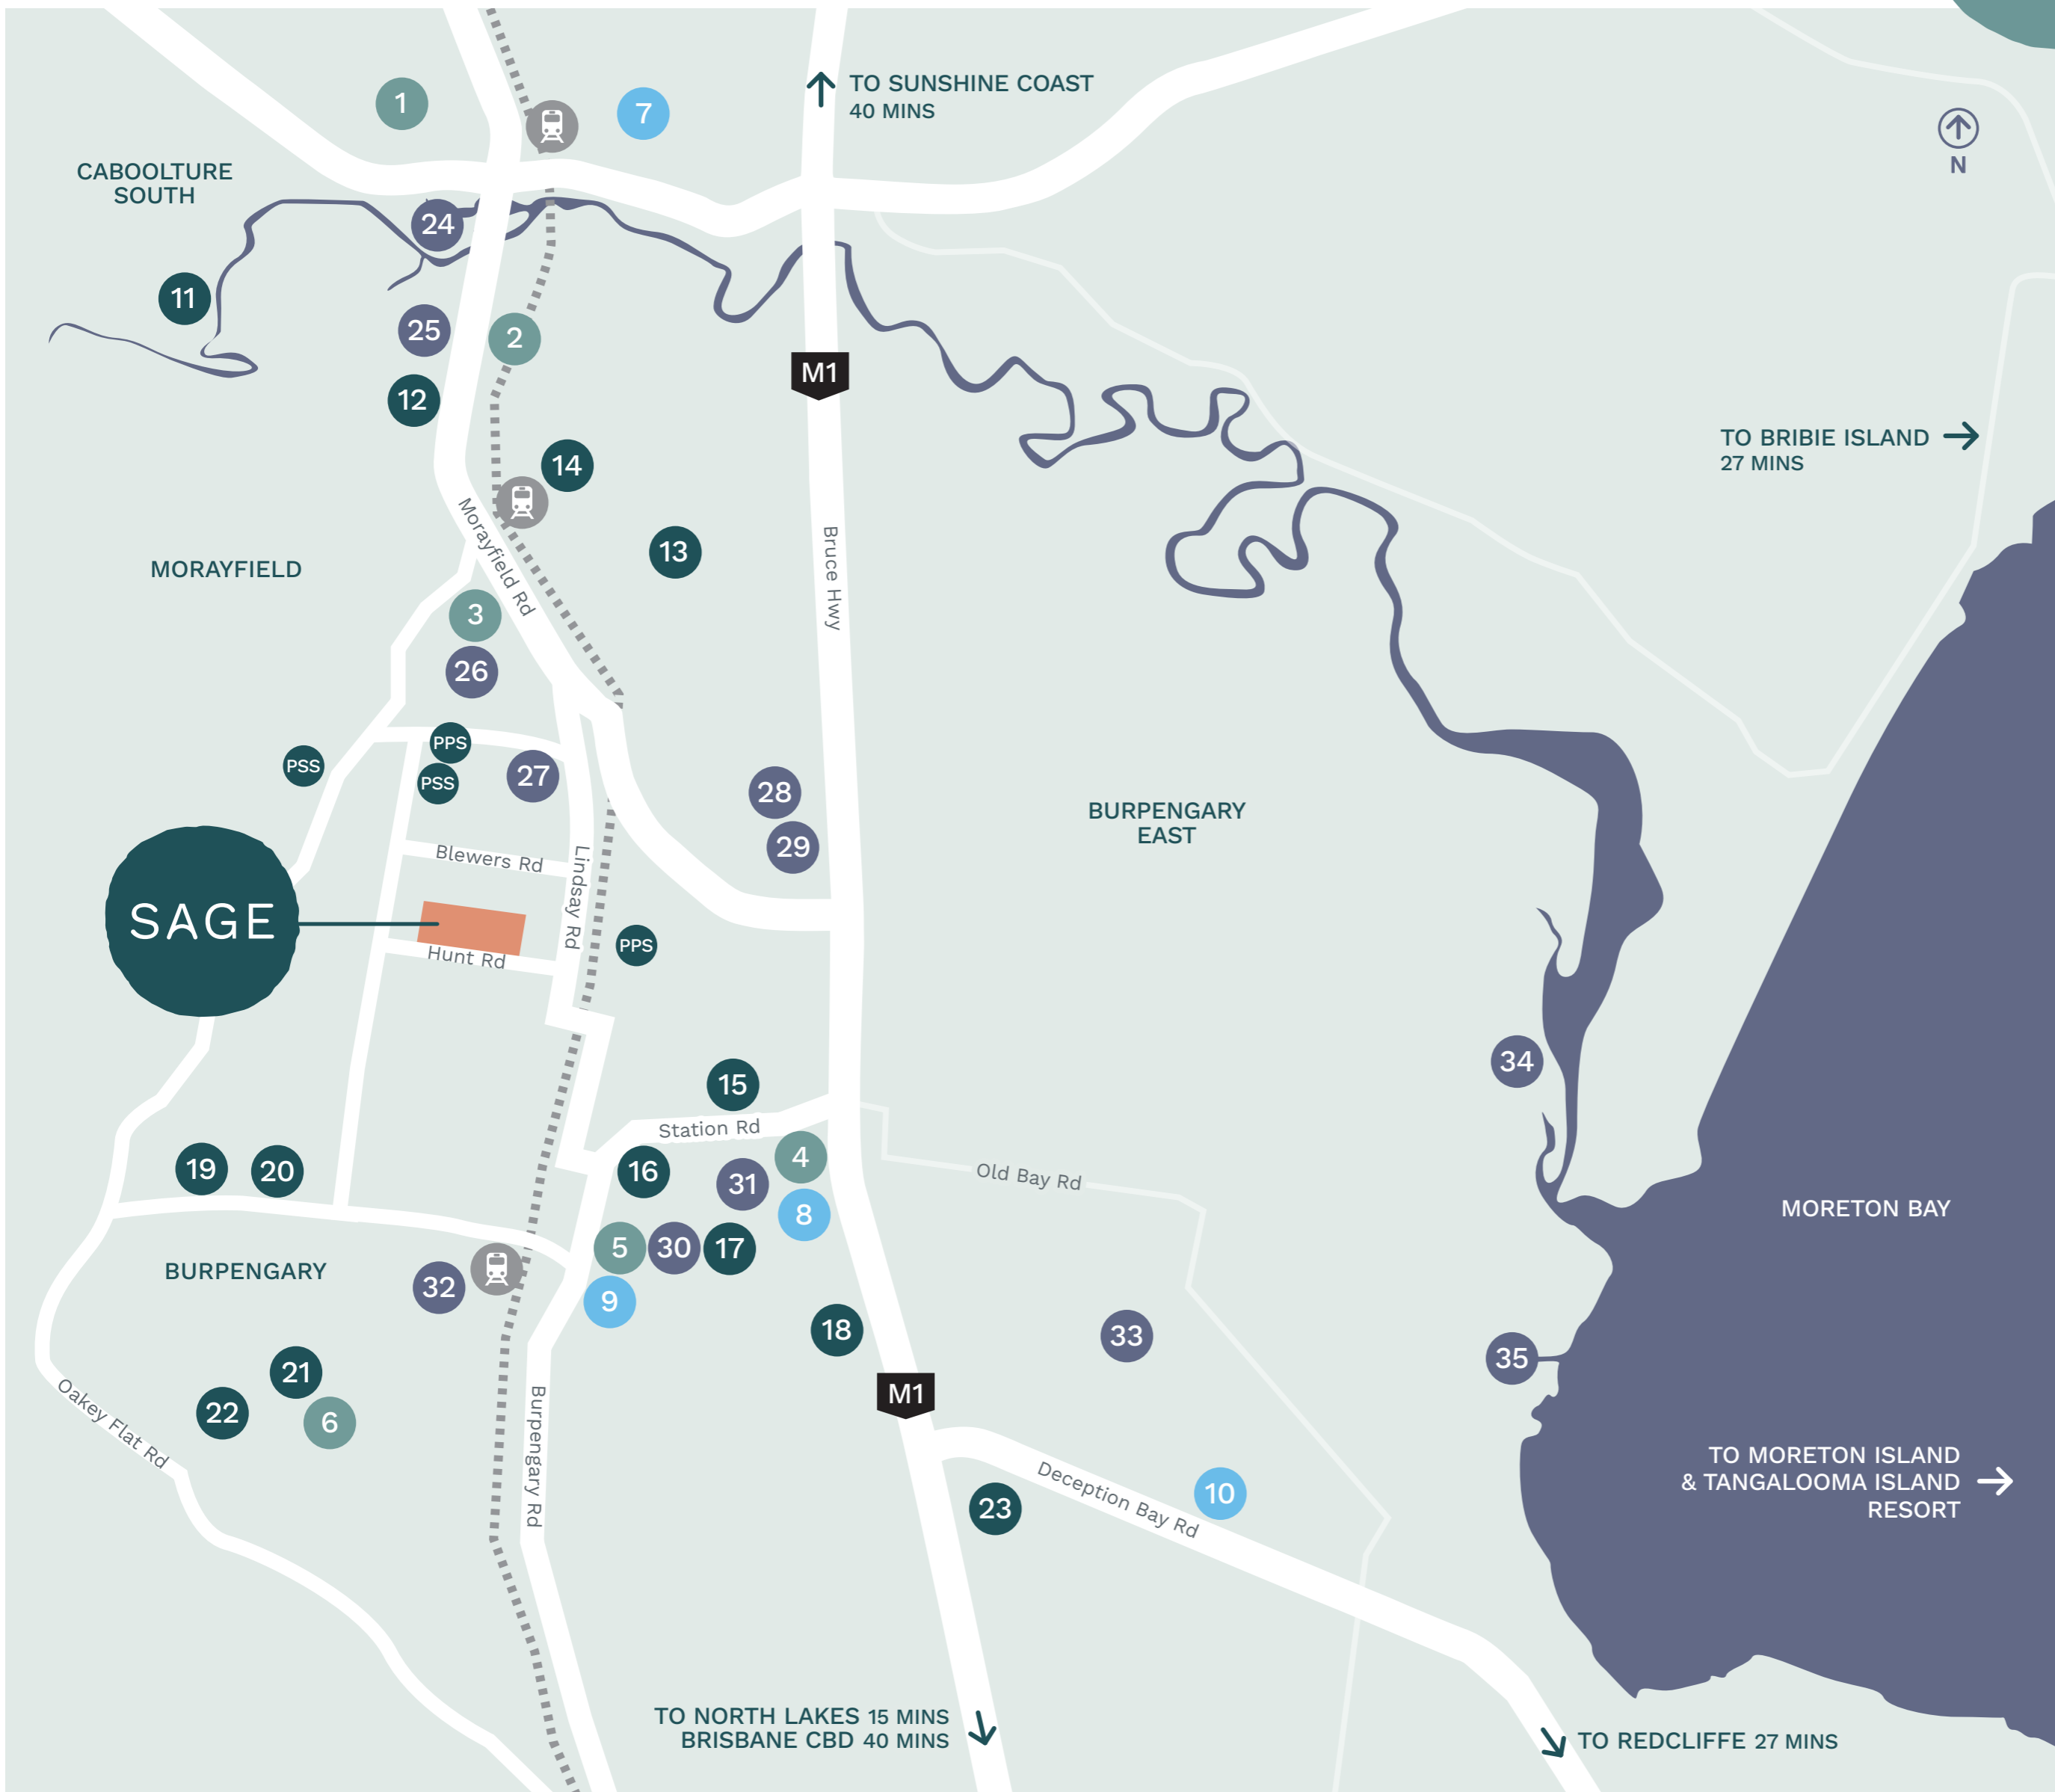 1
7
TO SUNSHINE COAST
40 MINS
N
CABOOLTURE
SOUTH
24
11
25
2
M1
12
TO BRIBIE ISLAND
27 MINS
14
Morayfield Rd
13
Bruce Hwy
MORAYFIELD
3
26
PPS
PSS
PSS
27
28
BURPENGARY
EAST
29
Blewers Rd
Lindsay Rd
SAGE
PPS
Hunt Rd
34
15
Station Rd
4
19
20
16
31
Old Bay Rd
8
MORETON BAY
5
30
17
BURPENGARY
32
9
18
33
35
21
M1
22
6
Oakey Flat Rd
Burpengary Rd
TO MORETON ISLAND
& TANGALOOMA ISLAND
RESORT
Deception Bay Rd
10
23
TO NORTH LAKES 15 MINS
BRISBANE CBD 40 MINS
TO REDCLIFFE 27 MINS